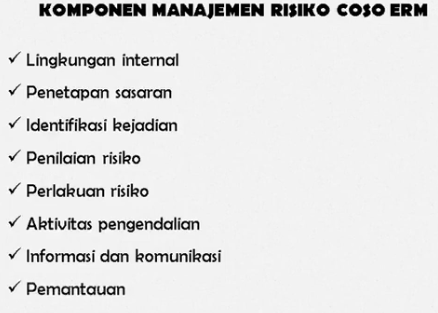 KOMPONEN MANAJEMEN RISIKO COSO ERM
✓ Lingkungan internal
✓ Penetapan sasaran
✓ Identifikasi kejadian
✓ Penilaian risiko
✓ Perlakuan risiko
✓ Aktivitas pengendalian
✓ Informasi dan komunikasi
✓ Pemantauan